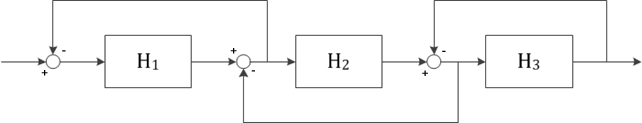 -
+
H₁
+
-
H₂
-
+
H₃